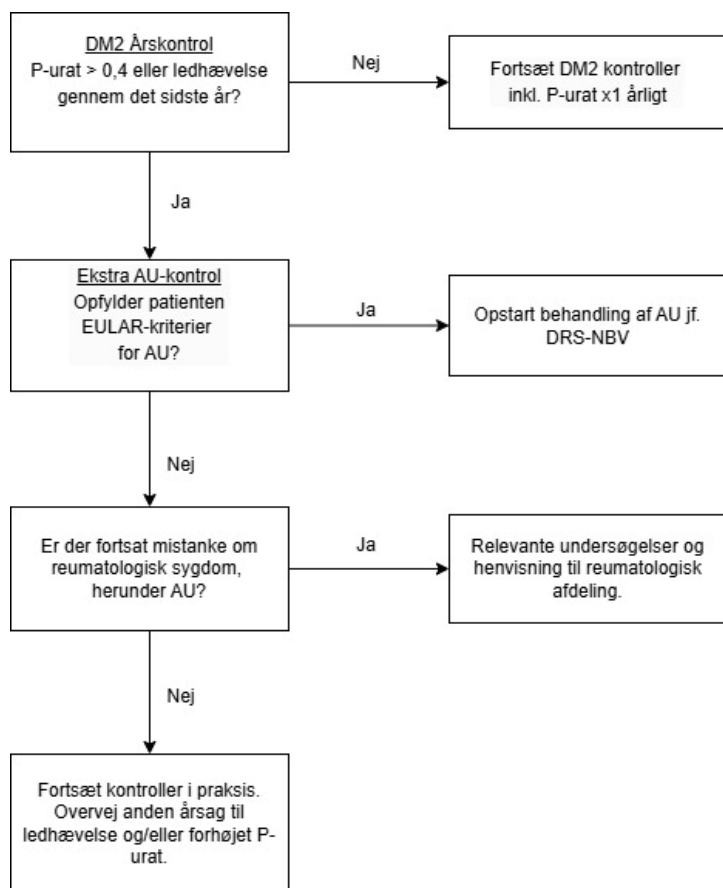 DM2 Årskontrol
P-urat > 0,4 eller ledhævelse
gennem det sidste år?
Nej
Fortsæt DM2 kontroller
inkl. P-urat x1 årligt
Ja
Ekstra AU-kontrol
Opfylder patienten
EULAR-kriterier
for AU?
Ja
Opstart behandling af AU jf.
DRS-NBV
Nej
Er der fortsat mistanke om
reumatologisk sygdom,
herunder AU?
Ja
Relevante undersøgelser og
henvisning til reumatologisk
afdeling.
Nej
Fortsæt kontroller i praksis.
Overvej anden årsag til
ledhævelse og/eller forhøjet P-
urat.